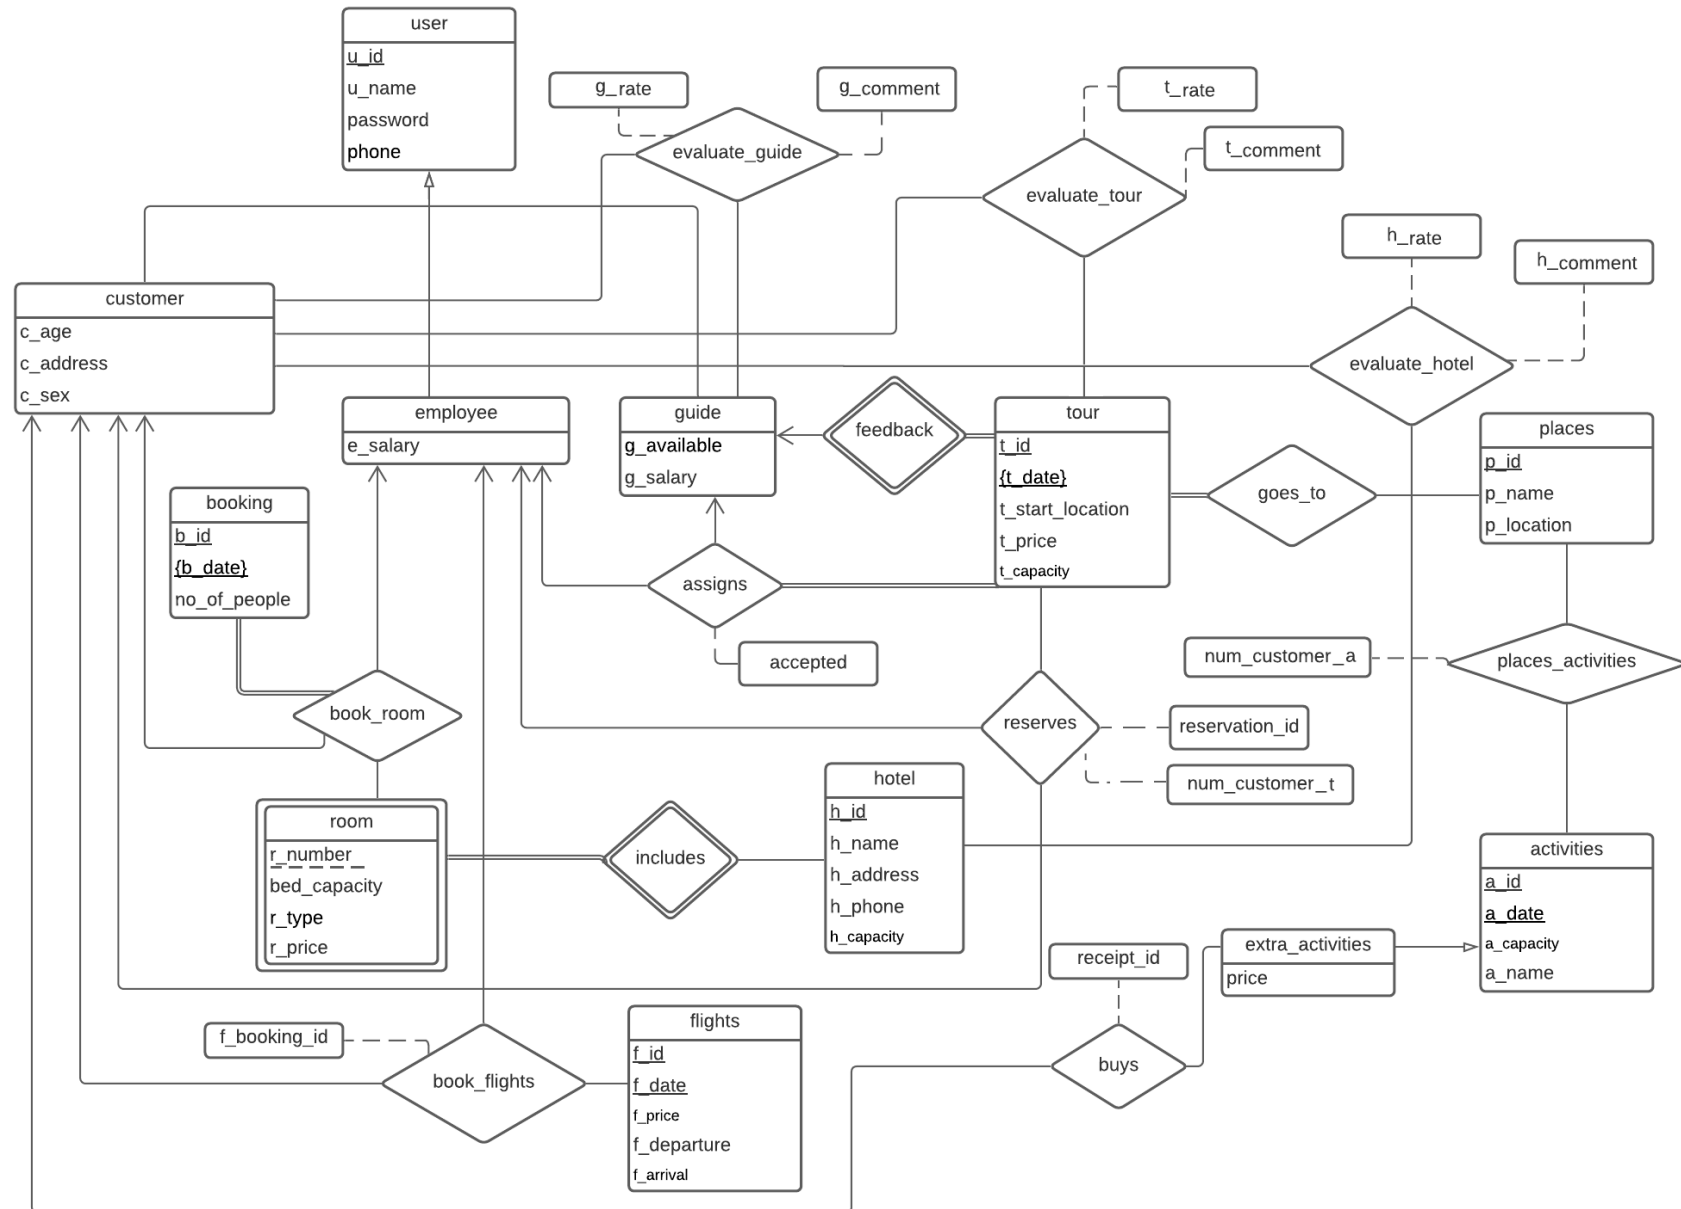 user
u_id
u_name
password
phone
g_rate
g_comment
evaluate_guide
t_rate
t_comment
evaluate_tour
h_rate
h_comment
evaluate_hotel
customer
c_age
c_address
c_sex
employee
e_salary
guide
g_available
g_salary
feedback
tour
t_id
{t_date}
t_start_location
t_price
t_capacity
goes_to
places
p_id
p_name
p_location
booking
b_id
{b_date}
no_of_people
assigns
accepted
book_room
reserves
reservation_id
num_customer_t
num_customer_a
places_activities
room
r_number
bed_capacity
r_type
r_price
includes
hotel
h_id
h_name
h_address
h_phone
h_capacity
activities
a_id
a_date
a_capacity
a_name
extra_activities
price
receipt_id
buys
f_booking_id
book_flights
flights
f_id
f_date
f_price
f_departure
f_arrival